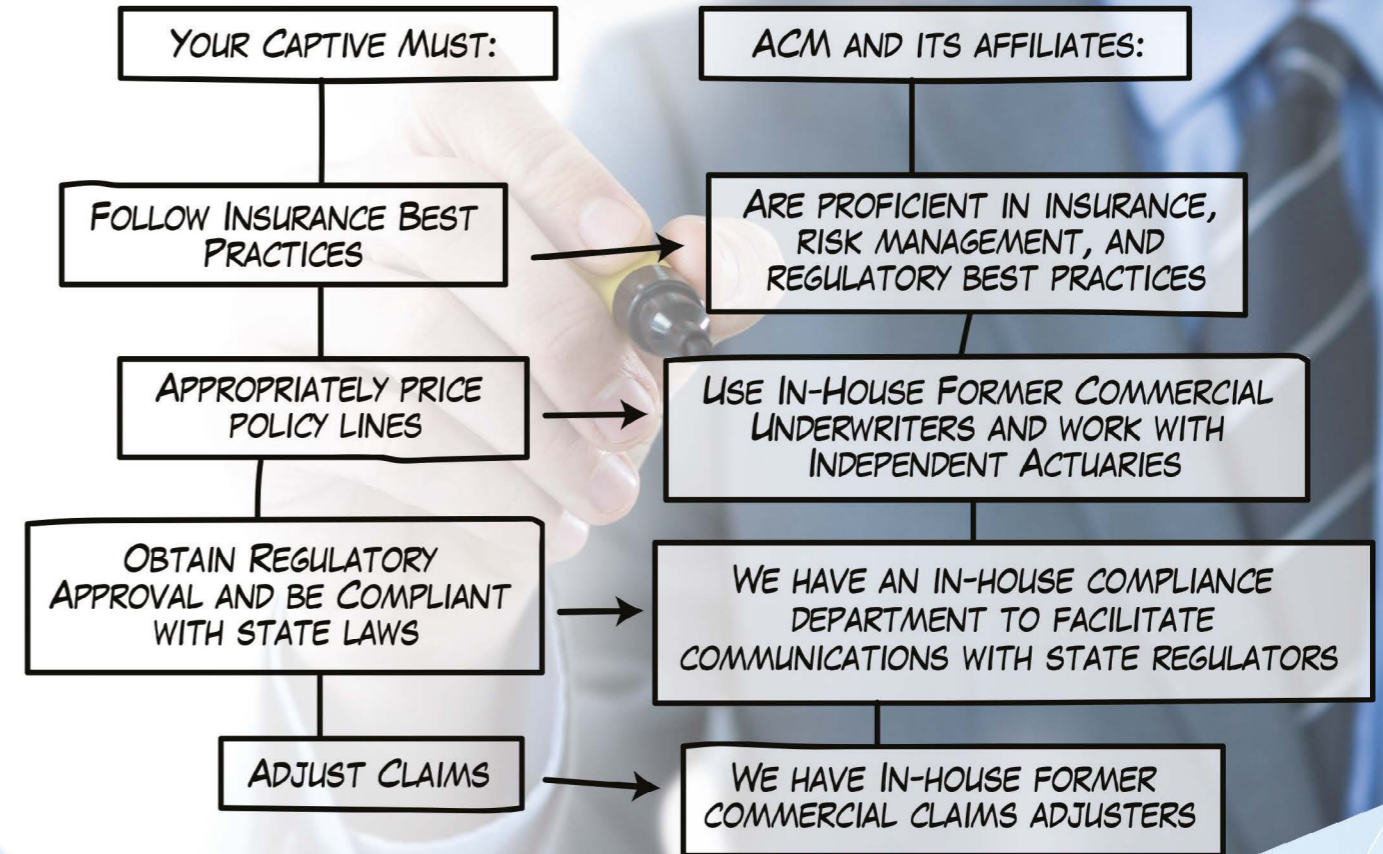 YOUR CAPTIVE MUST:
ACM AND ITS AFFILIATES:
FOLLOW INSURANCE BEST
PRACTICES
ARE PROFICIENT IN INSURANCE,
RISK MANAGEMENT, AND
REGULATORY BEST PRACTICES
APPROPRIATELY PRICE
POLICY LINES
USE IN-HOUSE FORMER COMMERCIAL
UNDERWRITERS AND WORK WITH
INDEPENDENT ACTUARIES
OBTAIN REGULATORY
APPROVAL AND BE COMPLIANT
WITH STATE LAWS
WE HAVE AN IN-HOUSE COMPLIANCE
DEPARTMENT TO FACILITATE
COMMUNICATIONS WITH STATE REGULATORS
ADJUST CLAIMS
WE HAVE IN-HOUSE FORMER
COMMERCIAL CLAIMS ADJUSTERS